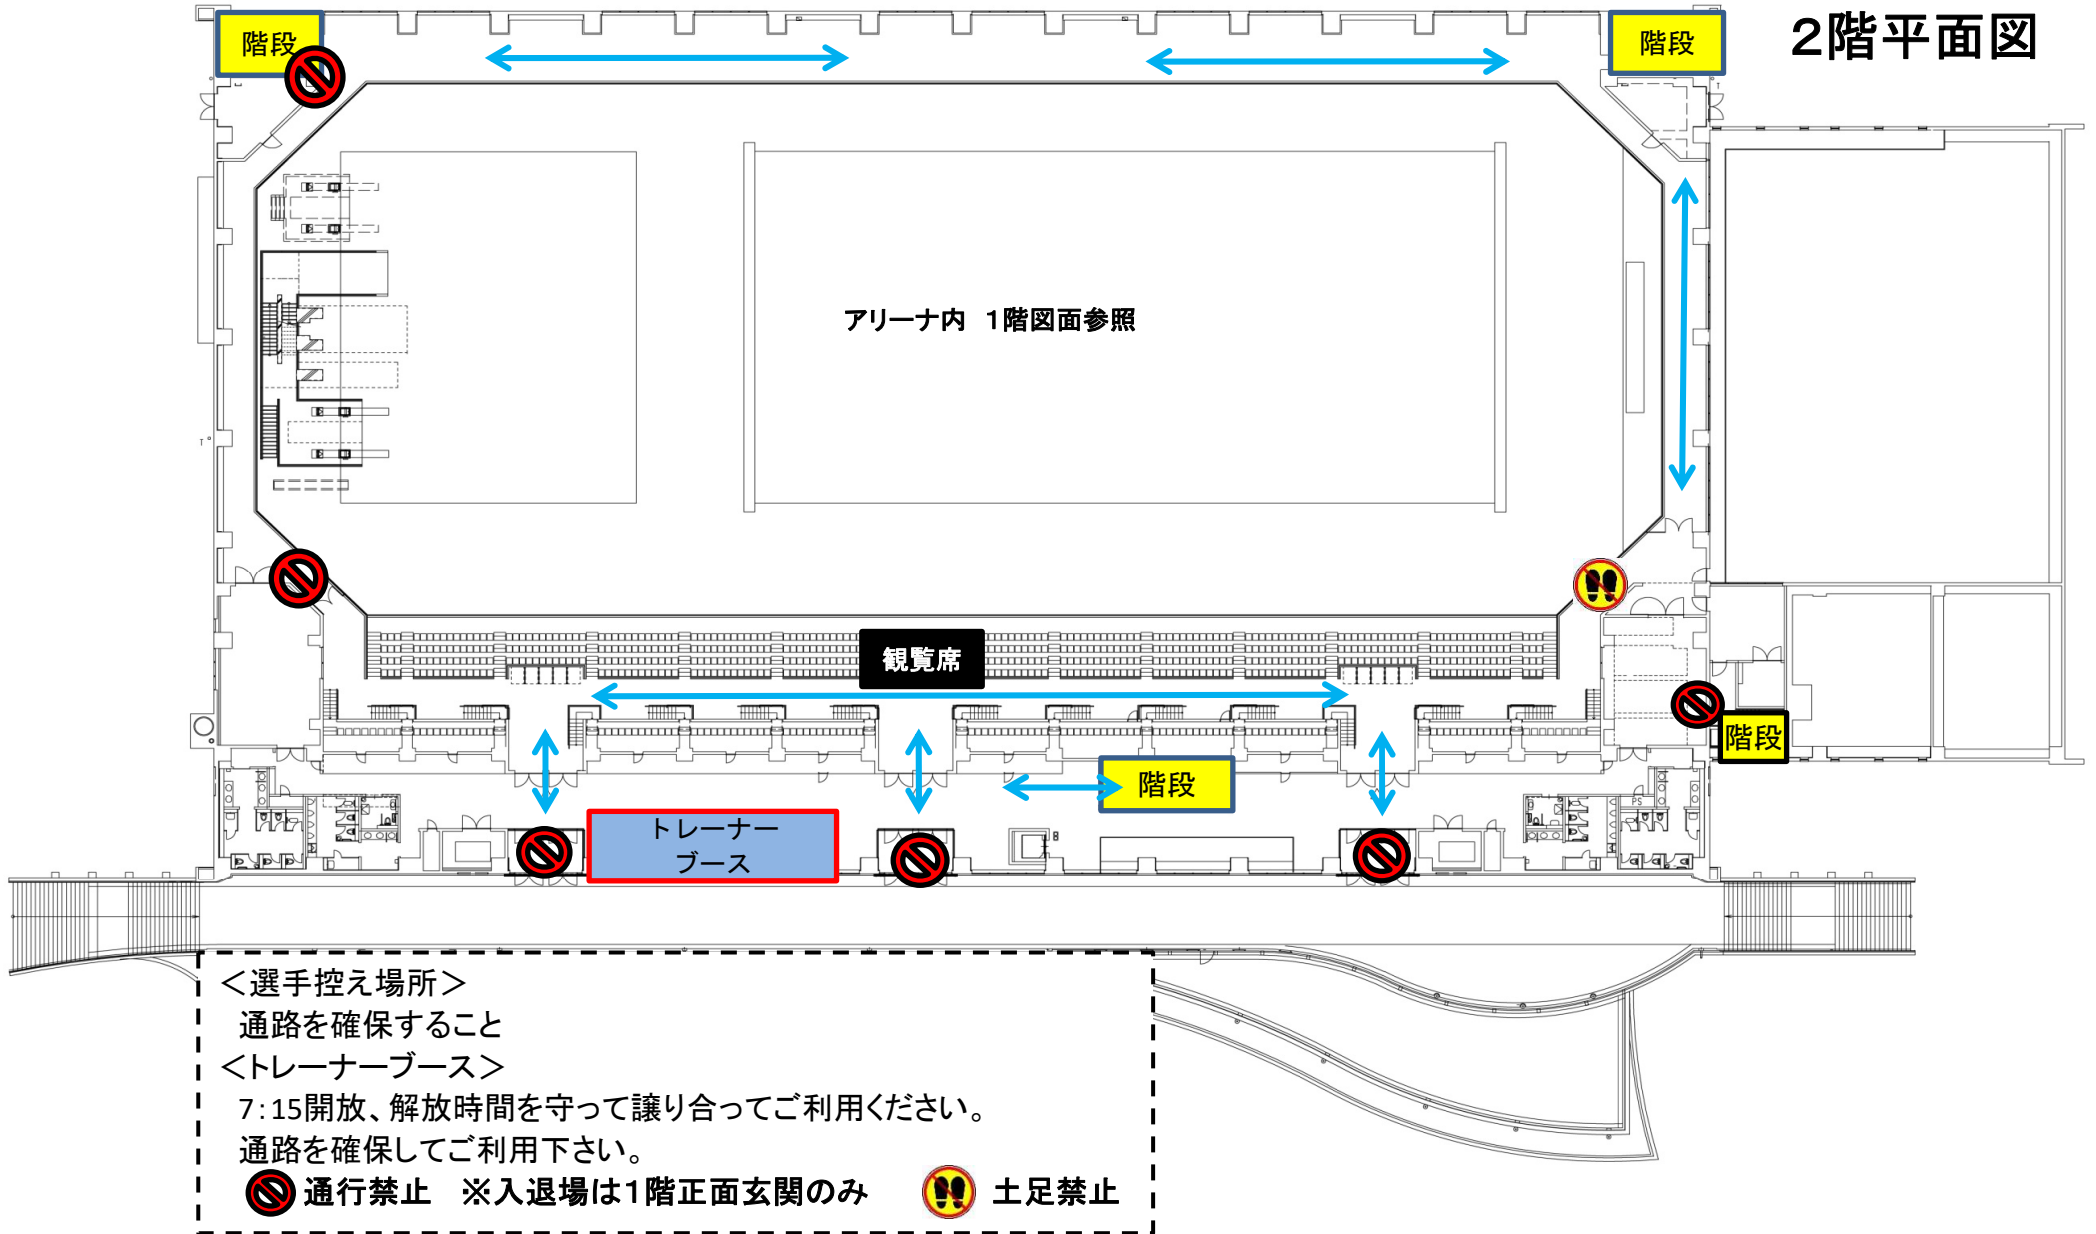 2階平面図
階段
階段
アリーナ内 1階図面参照
観覧席
階段
階段
PS
トレーナー
ブース
＜選手控え場所＞
通路を確保すること
＜トレーナーブース＞
7：15開放、解放時間を守って譲り合ってご利用ください。
通路を確保してご利用下さい。
通行禁止 ※入退場は1階正面玄関のみ 土足禁止